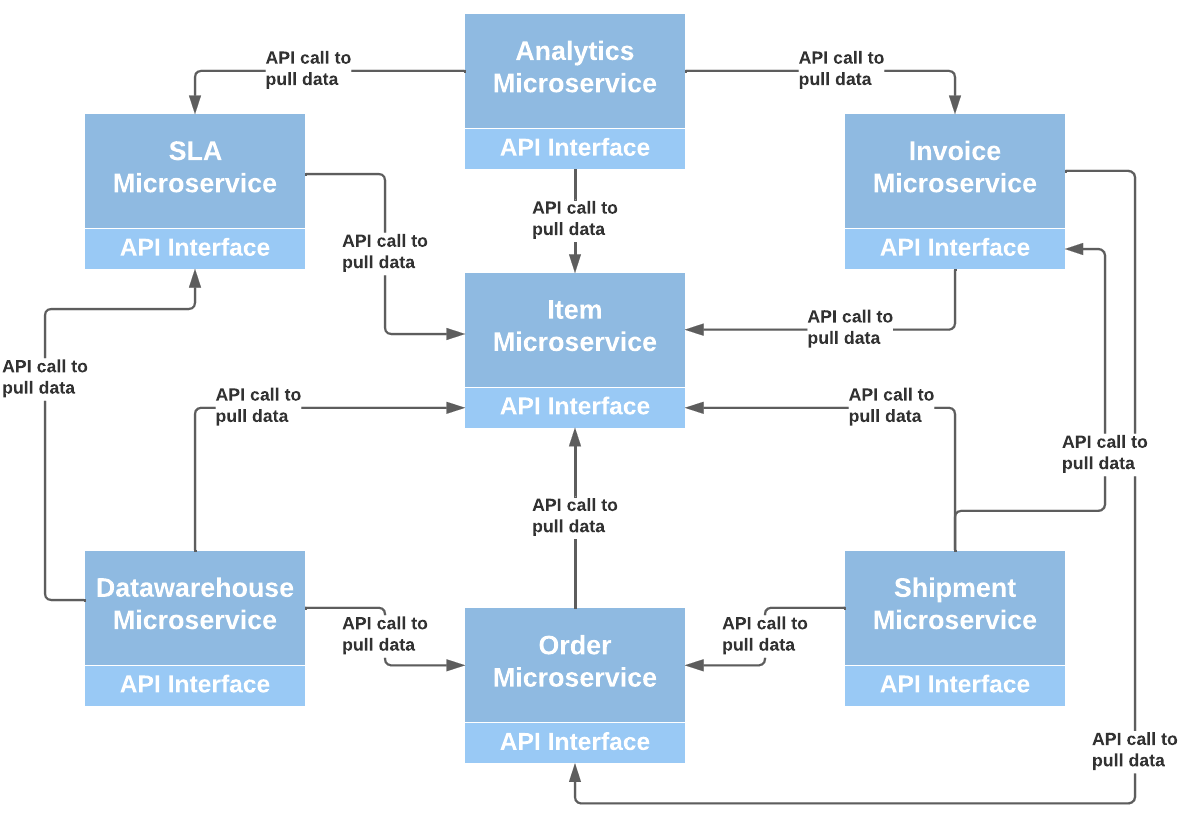 API call to
pull data
Analytics
Microservice
API Interface
API call to
pull data
SLA
Microservice
API Interface
Invoice
Microservice
API Interface
API call to
pull data
API call to
pull data
Item
Microservice
API Interface
API call to
pull data
API call to
pull data
API call to
pull data
API call to
pull data
API call to
pull data
API call to
pull data
Datawarehouse
Microservice
API Interface
API call to
pull data
Order
Microservice
API Interface
API call to
pull data
Shipment
Microservice
API Interface
API call to
pull data